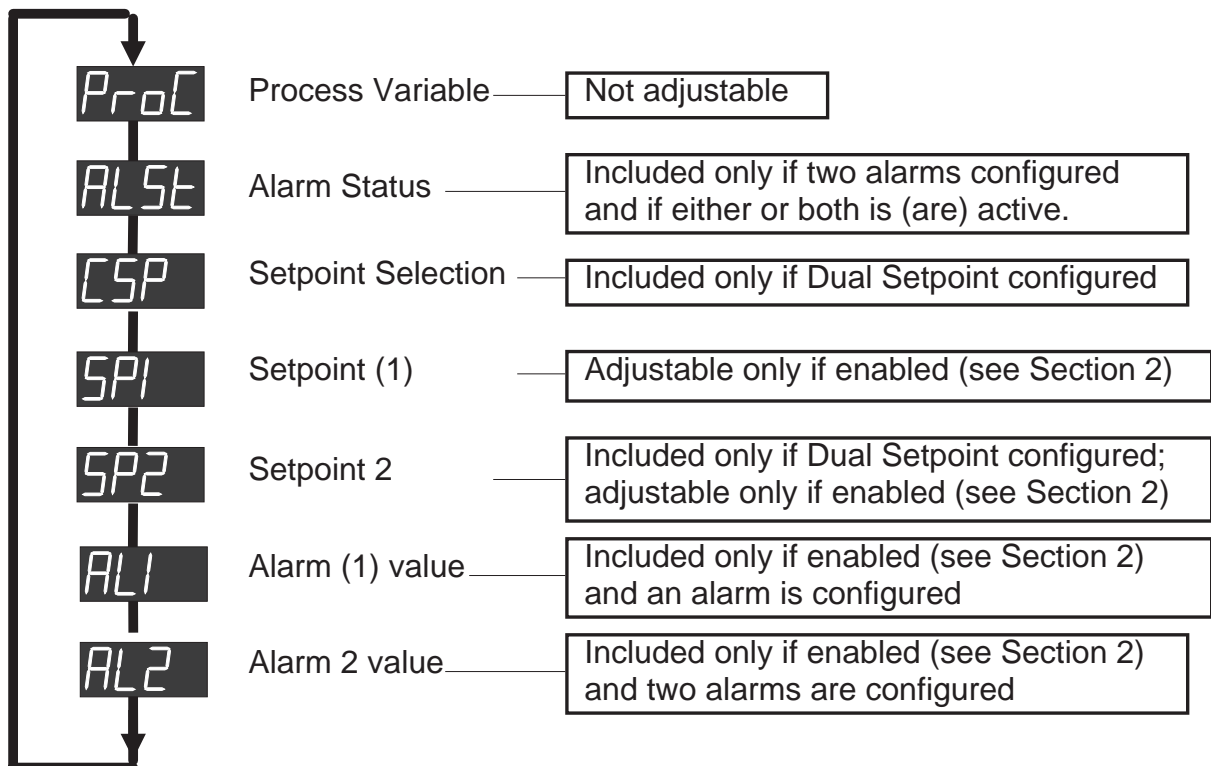 ProC
Process Variable
Not adjustable
ALSt
Alarm Status
Included only if two alarms configured
and if either or both is (are) active.
CSP
Setpoint Selection
Included only if Dual Setpoint configured
SP1
Setpoint (1)
Adjustable only if enabled (see Section 2)
SP2
Setpoint 2
Included only if Dual Setpoint configured;
adjustable only if enabled (see Section 2)
AL1
Alarm (1) value
Included only if enabled (see Section 2)
and an alarm is configured
AL2
Alarm 2 value
Included only if enabled (see Section 2)
and two alarms are configured